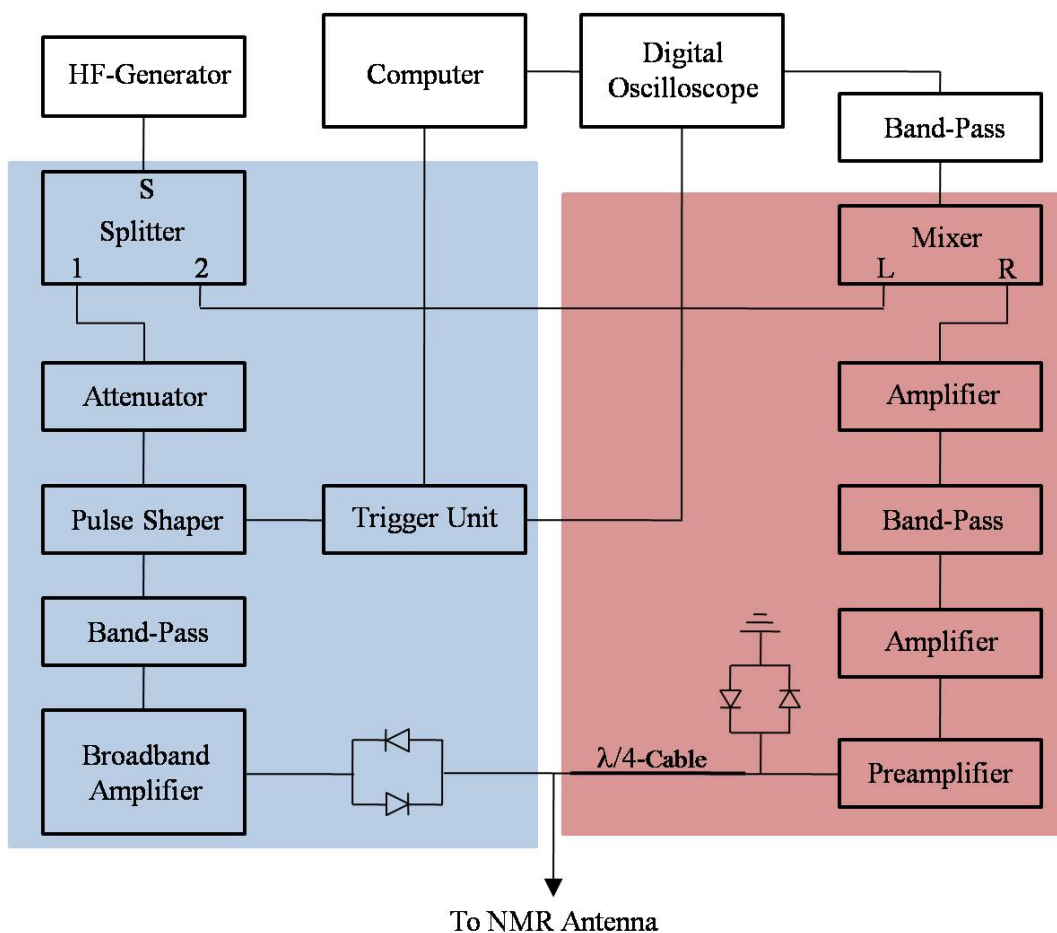 HF-Generator
Computer
Digital
Oscilloscope
Band-Pass
S
Splitter
1
2
Mixer
L
R
Attenuator
Amplifier
Pulse Shaper
Trigger Unit
Band-Pass
Band-Pass
Amplifier
Broadband
Amplifier
λ/4-Cable
Preamplifier
To NMR Antenna